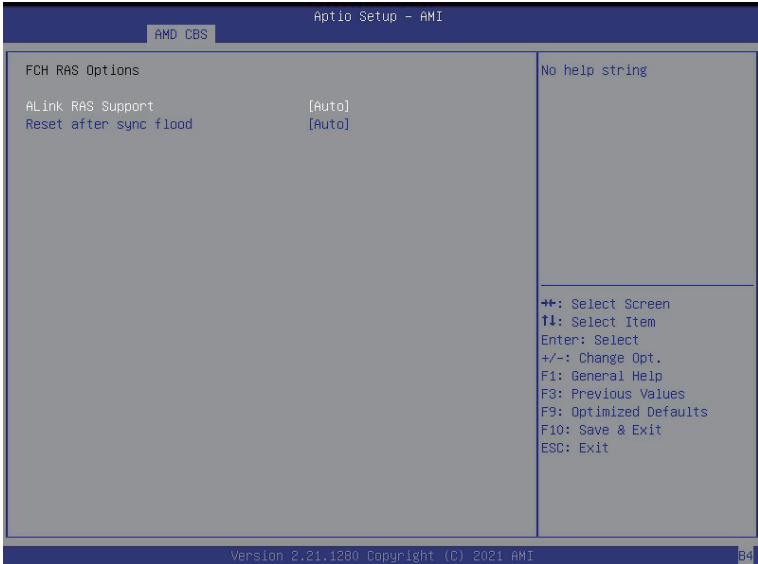 Aptio Setup – AMI
AMD CBS
FCH RAS Options
No help string
ALink RAS Support [Auto]
Reset after sync flood [Auto]
→←: Select Screen
↑↓: Select Item
Enter: Select
+/-: Change Opt.
F1: General Help
F3: Previous Values
F9: Optimized Defaults
F10: Save & Exit
ESC: Exit
Version 2.21.1280 Copyright (C) 2021 AMI
B4